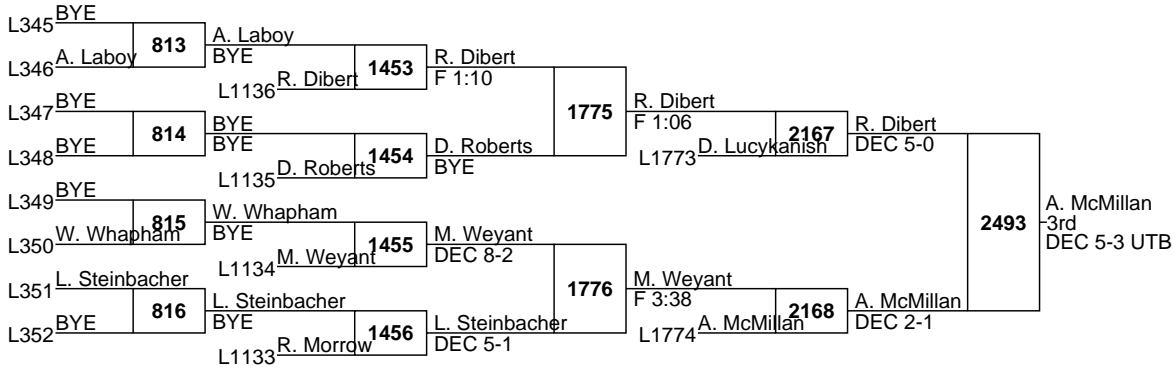 L345 BYE
813
L346 A. Laboy
A. Laboy
BYE
1453
L1136 R. Dibert
R. Dibert
F 1:10
L347 BYE
814
L348 BYE
BYE
BYE
1454
L1135 D. Roberts
D. Roberts
BYE
1775
R. Dibert
F 1:06
2167
L1773 D. Lucykanish
R. Dibert
DEC 5-0
L349 BYE
815
L350 W. Whapham
W. Whapham
BYE
1455
L1134 M. Weyant
M. Weyant
DEC 8-2
L351 L. Steinbacher
816
L352 BYE
L. Steinbacher
BYE
1456
L1133 R. Morrow
L. Steinbacher
DEC 5-1
1776
M. Weyant
F 3:38
2168
L1774 A. McMillan
A. McMillan
DEC 2-1
2493
A. McMillan
3rd
DEC 5-3 UTB